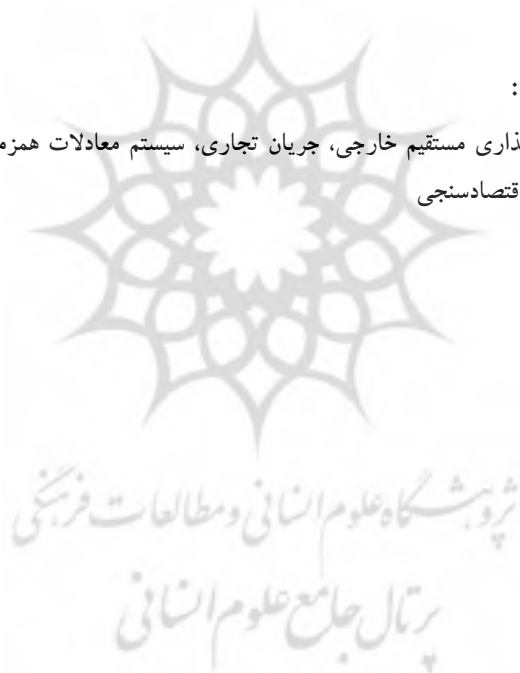 :
ذاری مستقیم خارجی، جریان تجاری، سیستم معادلات همزم
قتصادسنجی
پژوهشگاه علوم انسانی و مطالعات فرهنگی
پرتال جامع علوم انسانی